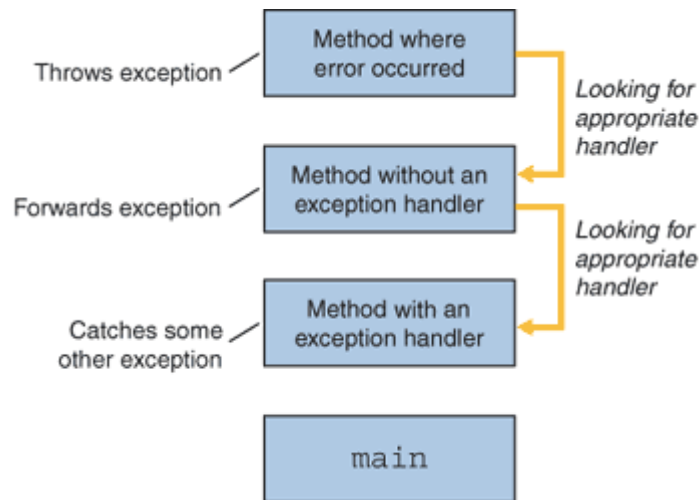 Method where
error occurred
Throws exception
Looking for
appropriate
handler
Method without an
exception handler
Forwards exception
Looking for
appropriate
handler
Method with an
exception handler
Catches some
other exception
main